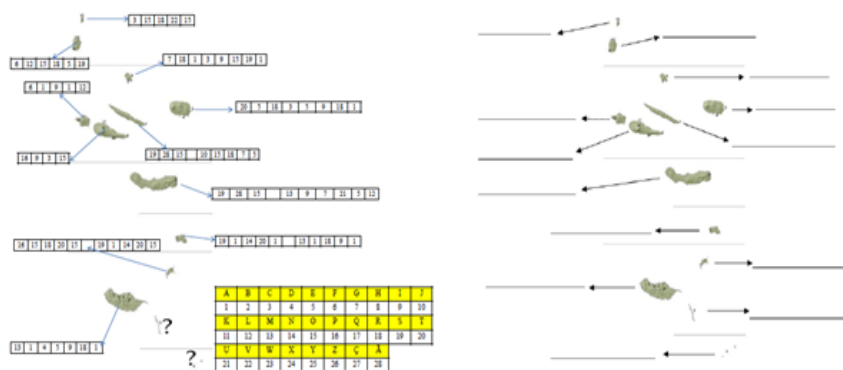 3 15 18 22 15
6 12 15 18 5 19
7 18 1 3 9 15 19 1
6 1 9 1 12
20 5 18 3 5 9 18 1
16 9 3 15
19 28 15 10 15 18 7 5
19 28 15 13 9 7 21 5 12
16 15 18 20 15 19 1 14 20 15
19 1 14 20 1 13 1 18 9 1
13 1 4 5 9 18 1
?
?
A B C D E F G H I J
1 2 3 4 5 6 7 8 9 10
K L M N O P Q R S T
11 12 13 14 15 16 17 18 19 20
U V W X Y Z Ç Ã
21 22 23 24 25 26 27 28